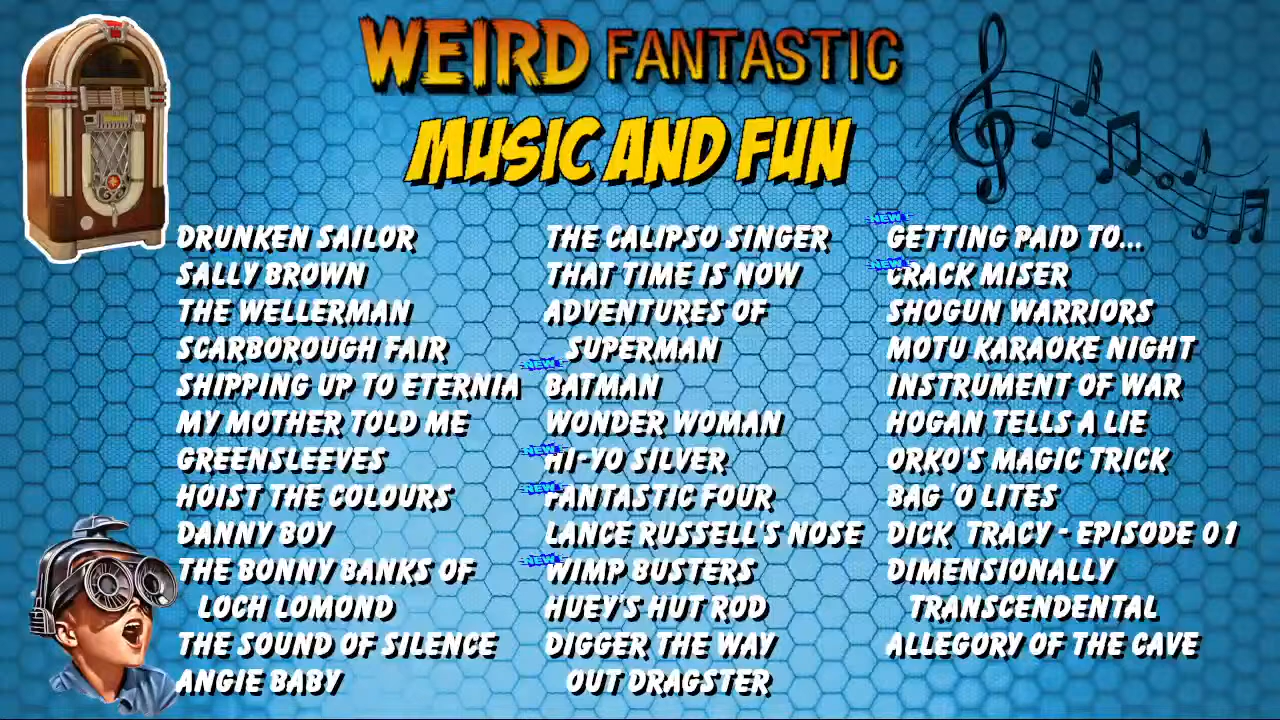 WEIRD FANTASTIC
MUSIC AND FUN
DRUNKEN SAILOR
SALLY BROWN
THE WELLERMAN
SCARBOROUGH FAIR
SHIPPING UP TO ETERNIA
MY MOTHER TOLD ME
GREENSLEEVES
HOIST THE COLOURS
DANNY BOY
THE BONNY BANKS OF
LOCH LOMOND
THE SOUND OF SILENCE
ANGIE BABY
THE CALIPSO SINGER
THAT TIME IS NOW
ADVENTURES OF
SUPERMAN
NEW!
BATMAN
WONDER WOMAN
NEW!
HI-YO SILVER
NEW!
FANTASTIC FOUR
LANCE RUSSELL'S NOSE
NEW!
WIMP BUSTERS
HUEY'S HUT ROD
DIGGER THE WAY
OUT DRAGSTER
NEW!
GETTING PAID TO...
NEW!
CRACK MISER
SHOGUN WARRIORS
MOTU KARAOKE NIGHT
INSTRUMENT OF WAR
HOGAN TELLS A LIE
ORKO'S MAGIC TRICK
BAG 'O LITES
DICK TRACY - EPISODE 01
DIMENSIONALLY
TRANSCENDENTAL
ALLEGORY OF THE CAVE